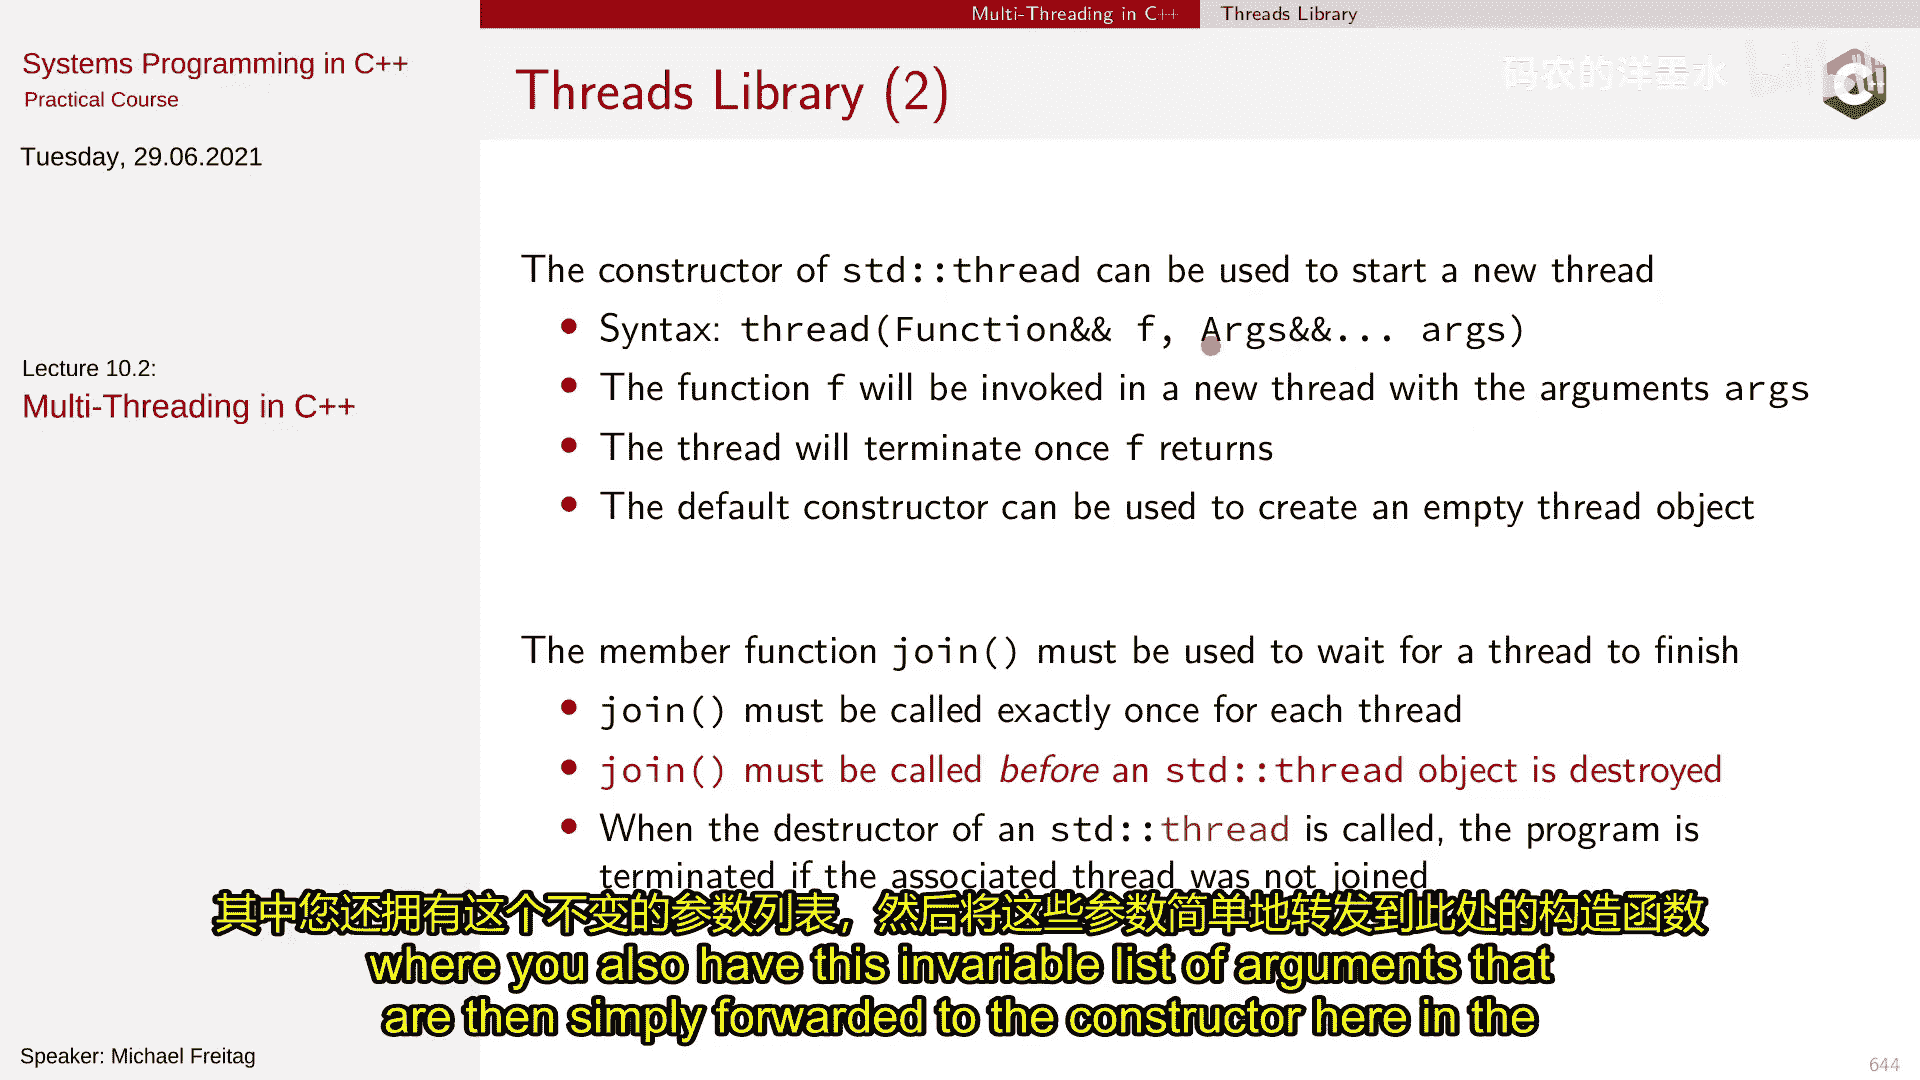 Multi-Threading in C++
Threads Library
Systems Programming in C++
Practical Course
Tuesday, 29.06.2021
Lecture 10.2:
Multi-Threading in C++
Threads Library (2)
码农的洋墨水
The constructor of std::thread can be used to start a new thread
• Syntax: thread(Function&& f, Args&&... args)
• The function f will be invoked in a new thread with the arguments args
• The thread will terminate once f returns
• The default constructor can be used to create an empty thread object
The member function join() must be used to wait for a thread to finish
• join() must be called exactly once for each thread
• join() must be called before an std::thread object is destroyed
• When the destructor of an std::thread is called, the program is
terminated if the associated thread was not joined
其中您还拥有这个不变的参数列表，然后将这些参数简单地转发到此处的构造函数
where you also have this invariable list of arguments that
are then simply forwarded to the constructor here in the
Speaker: Michael Freitag
644